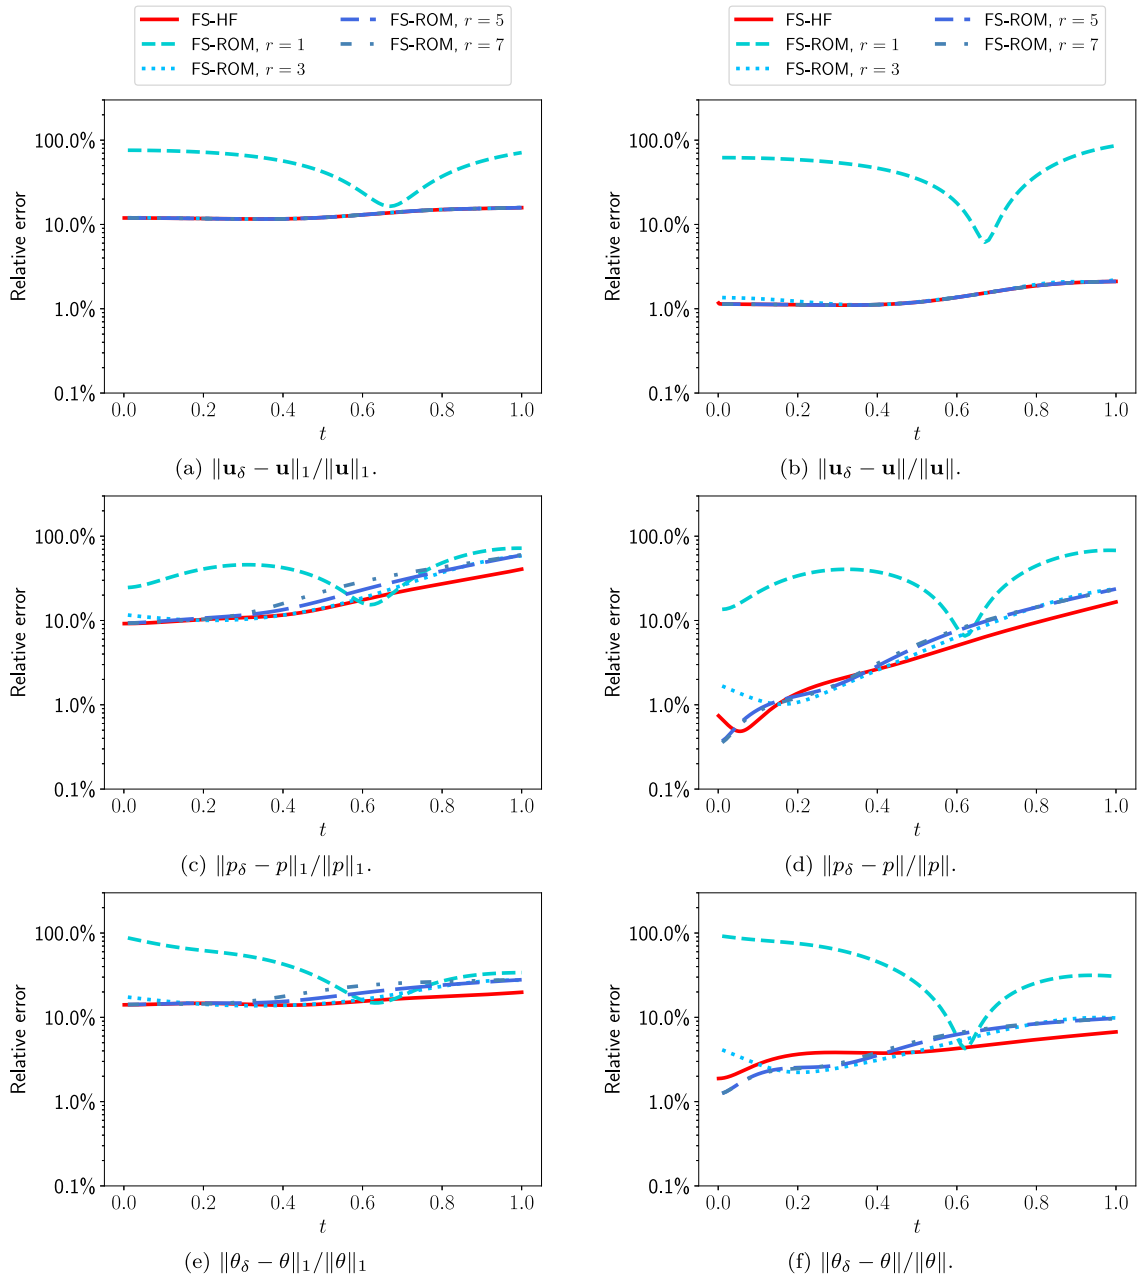 FS-HF
FS-ROM, r = 1
FS-ROM, r = 3
FS-ROM, r = 5
FS-ROM, r = 7
FS-HF
FS-ROM, r = 1
FS-ROM, r = 3
FS-ROM, r = 5
FS-ROM, r = 7
Relative error
100.0%
10.0%
1.0%
0.1%
0.0 0.2 0.4 0.6 0.8 1.0
t
(a) ‖u_δ − u‖₁/‖u‖₁.
Relative error
100.0%
10.0%
1.0%
0.1%
0.0 0.2 0.4 0.6 0.8 1.0
t
(b) ‖u_δ − u‖/‖u‖.
Relative error
100.0%
10.0%
1.0%
0.1%
0.0 0.2 0.4 0.6 0.8 1.0
t
(c) ‖p_δ − p‖₁/‖p‖₁.
Relative error
100.0%
10.0%
1.0%
0.1%
0.0 0.2 0.4 0.6 0.8 1.0
t
(d) ‖p_δ − p‖/‖p‖.
Relative error
100.0%
10.0%
1.0%
0.1%
0.0 0.2 0.4 0.6 0.8 1.0
t
(e) ‖θ_δ − θ‖₁/‖θ‖₁
Relative error
100.0%
10.0%
1.0%
0.1%
0.0 0.2 0.4 0.6 0.8 1.0
t
(f) ‖θ_δ − θ‖/‖θ‖.